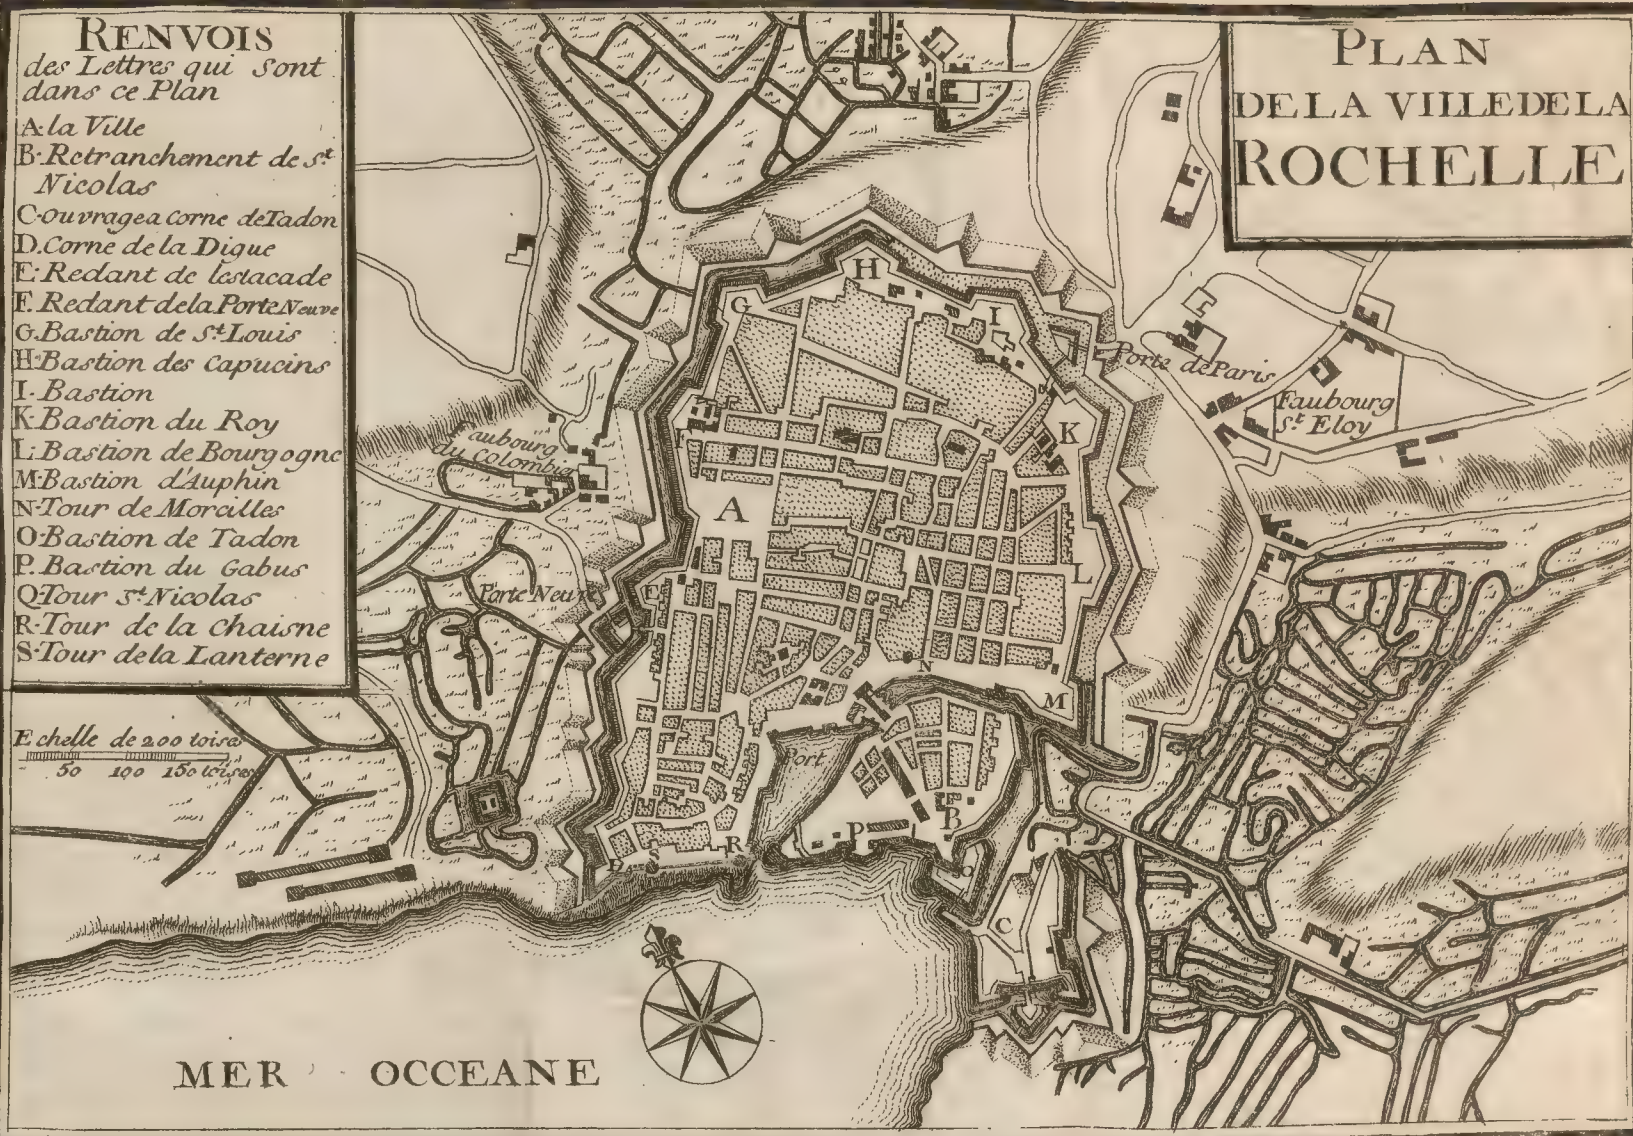 RENVOIS
des Lettres qui sont
dans ce Plan
A. la Ville
B. Retranchement de St.
Nicolas
C. ouvrage a corne de Tadon
D. Corne de la Digue
E. Redant de lestacade
F. Redant de la Porte Neuve
G. Bastion de St. Louis
H. Bastion des Capucins
I. Bastion
K. Bastion du Roy
L. Bastion de Bourgogne
M. Bastion d'Auphin
N. Tour de Morcilles
O. Bastion de Tadon
P. Bastion du Gabus
Q. Tour St. Nicolas
R. Tour de la Chaisne
S. Tour de la Lanterne
Echelle de 200 toises
50 100 150 toises
PLAN
DE LA VILLE DE LA
ROCHELLE
H
G
I
Porte de Paris
Faubourg
St. Eloy
K
Faubourg
du Colombie
A
L
Porte Neuve
E
N
M
Port
B
P
R
S
E
O
C
H
MER OCCEANE